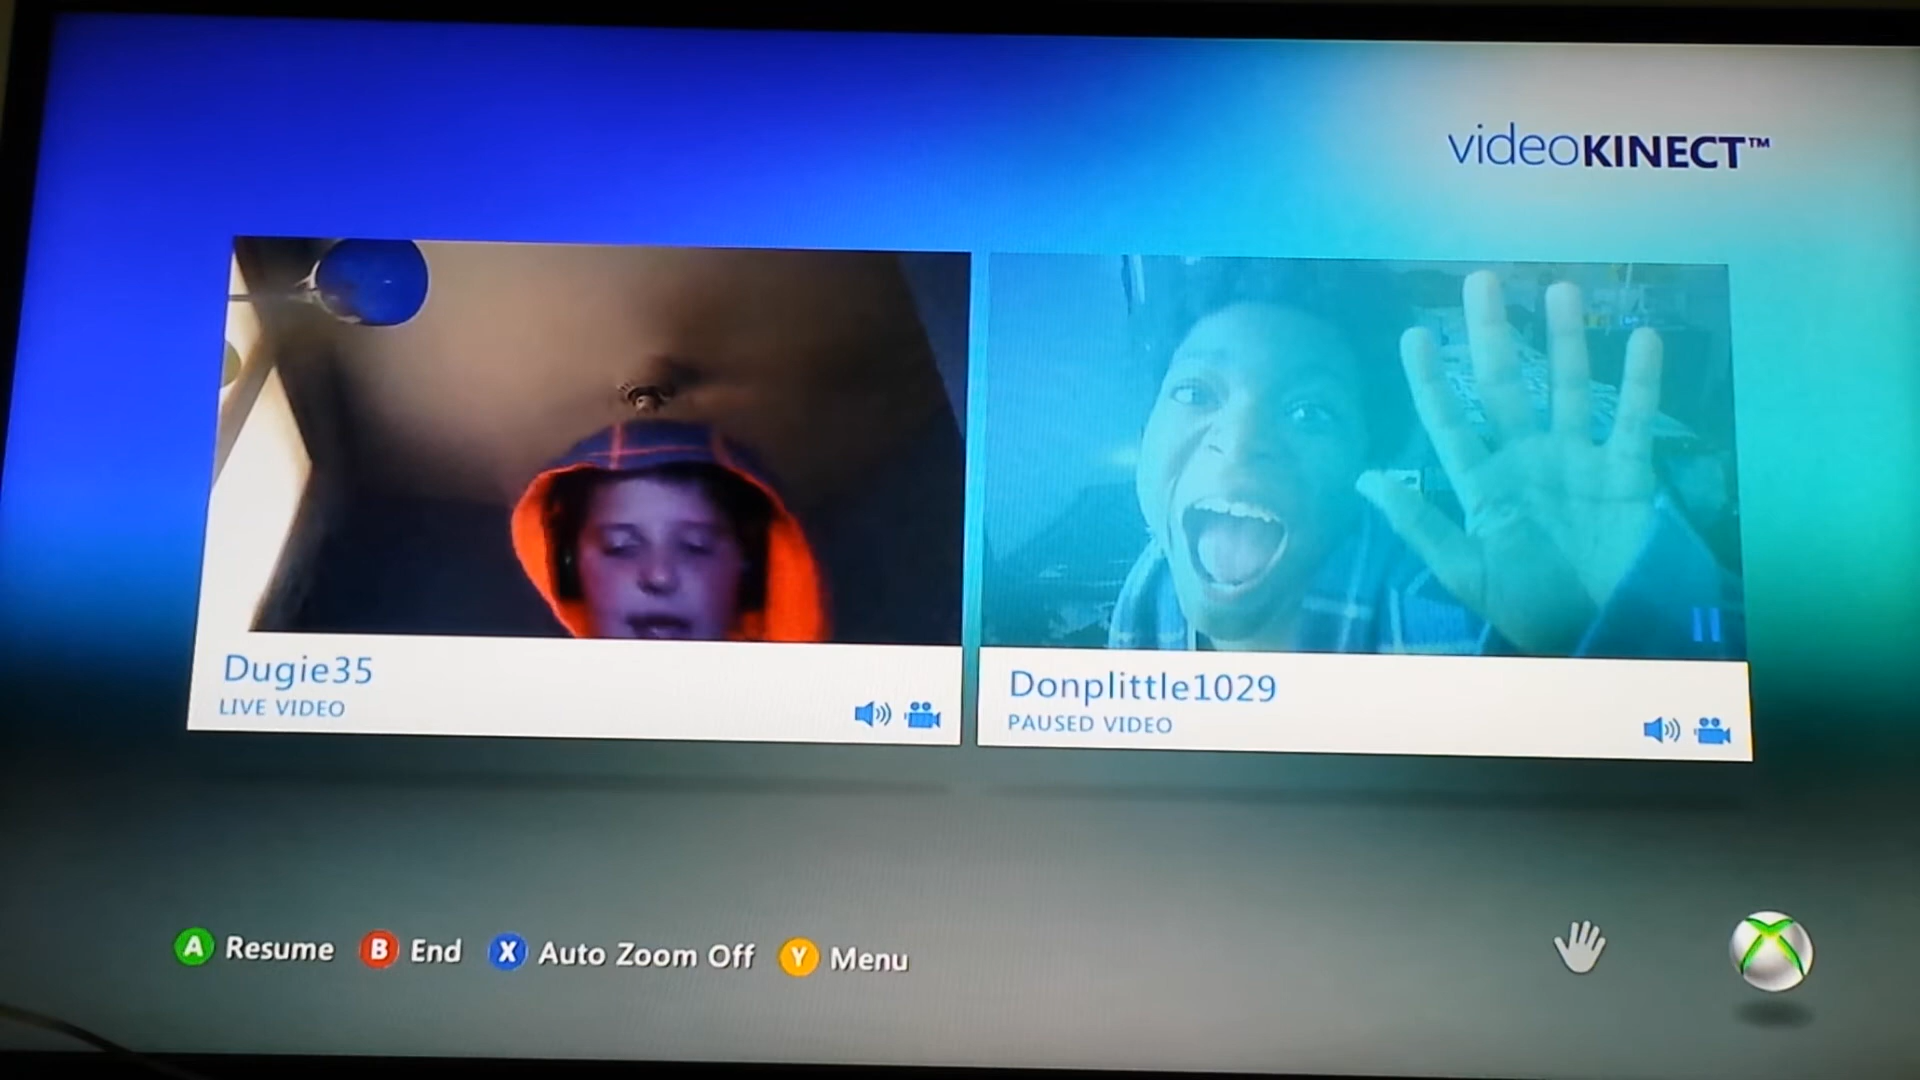 videoKINECT™
Dugie35
LIVE VIDEO
Donplittle1029
PAUSED VIDEO
A Resume B End X Auto Zoom Off Y Menu